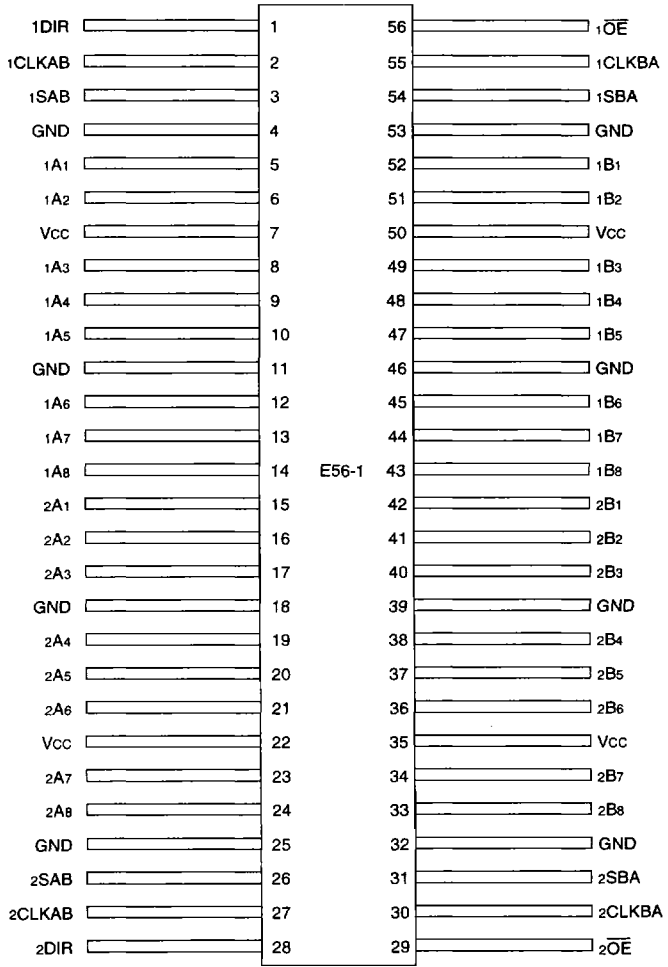 1DIR 1 56 1O̅E̅
1CLKAB 2 55 1CLKBA
1SAB 3 54 1SBA
GND 4 53 GND
1A1 5 52 1B1
1A2 6 51 1B2
VCC 7 50 VCC
1A3 8 49 1B3
1A4 9 48 1B4
1A5 10 47 1B5
GND 11 46 GND
1A6 12 45 1B6
1A7 13 44 1B7
1A8 14 E56-1 43 1B8
2A1 15 42 2B1
2A2 16 41 2B2
2A3 17 40 2B3
GND 18 39 GND
2A4 19 38 2B4
2A5 20 37 2B5
2A6 21 36 2B6
VCC 22 35 VCC
2A7 23 34 2B7
2A8 24 33 2B8
GND 25 32 GND
2SAB 26 31 2SBA
2CLKAB 27 30 2CLKBA
2DIR 28 29 2O̅E̅